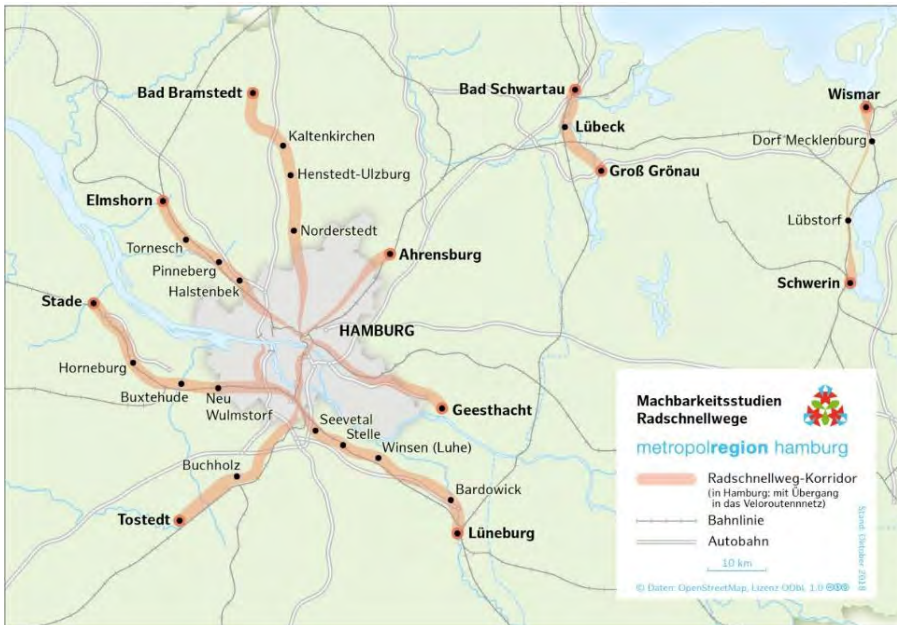 Bad Bramstedt
Bad Schwartau
Wismar
Lübeck
Kaltenkirchen
Dorf Mecklenburg
Henstedt-Ulzburg
Groß Grönau
Elmshorn
Lübstorf
Norderstedt
Tornesch
Ahrensburg
Pinneberg
Halstenbek
Schwerin
Stade
HAMBURG
Horneburg
Buxtehude
Neu
Wulmstorf
Geesthacht
Seevetal
Stelle
Winsen (Luhe)
Buchholz
Bardowick
Tostedt
Lüneburg
Machbarkeitsstudien
Radschnellwege
metropolregion hamburg
Radschnellweg-Korridor
(in Hamburg: mit Übergang
in das Veloroutennnetz)
Bahnlinie
Autobahn
10 km
© Daten: OpenStreetMap, Lizenz ODbL 1.0
Stand: Oktober 2018